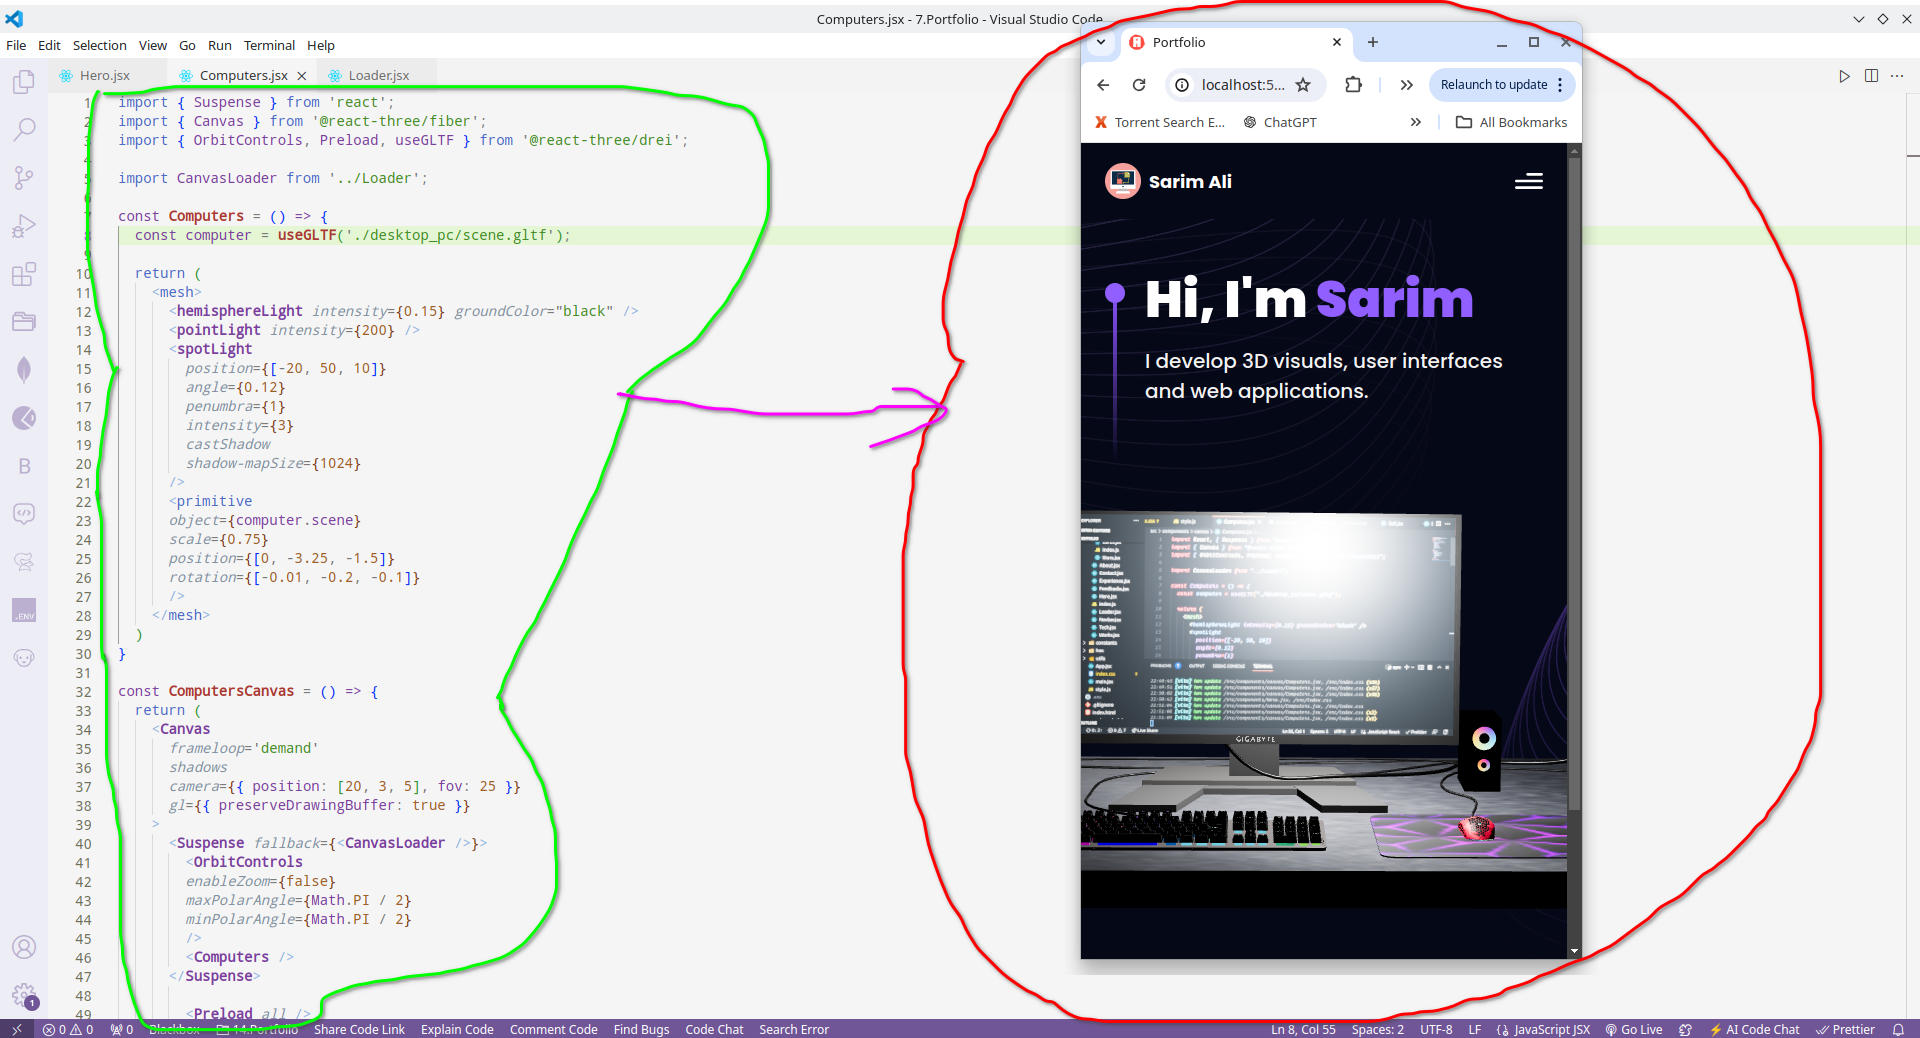 Computers.jsx - 7.Portfolio - Visual Studio Code
File Edit Selection View Go Run Terminal Help
Hero.jsx Computers.jsx Loader.jsx
1 import { Suspense } from 'react';
2 import { Canvas } from '@react-three/fiber';
3 import { OrbitControls, Preload, useGLTF } from '@react-three/drei';
4
5 import CanvasLoader from '../Loader';
6
7 const Computers = () => {
8 const computer = useGLTF('./desktop_pc/scene.gltf');
9
10 return (
11 <mesh>
12 <hemisphereLight intensity={0.15} groundColor="black" />
13 <pointLight intensity={200} />
14 <spotLight
15 position={[-20, 50, 10]}
16 angle={0.12}
17 penumbra={1}
18 intensity={3}
19 castShadow
20 shadow-mapSize={1024}
21 />
22 <primitive
23 object={computer.scene}
24 scale={0.75}
25 position={[0, -3.25, -1.5]}
26 rotation={[-0.01, -0.2, -0.1]}
27 />
28 </mesh>
29 )
30 }
31
32 const ComputersCanvas = () => {
33 return (
34 <Canvas
35 frameloop='demand'
36 shadows
37 camera={{ position: [20, 3, 5], fov: 25 }}
38 gl={{ preserveDrawingBuffer: true }}
39 >
40 <Suspense fallback={<CanvasLoader />}>
41 <OrbitControls
42 enableZoom={false}
43 maxPolarAngle={Math.PI / 2}
44 minPolarAngle={Math.PI / 2}
45 />
46 <Computers />
47 </Suspense>
48
49 <Preload all />
B
.ENV
1
Portfolio
localhost:5...
Relaunch to update
Torrent Search E... ChatGPT All Bookmarks
Sarim Ali
Hi, I'm Sarim
I develop 3D visuals, user interfaces
and web applications.
GIGABYTE
0 0 0 Blackbox 14.Portfolio Share Code Link Explain Code Comment Code Find Bugs Code Chat Search Error Ln 8, Col 55 Spaces: 2 UTF-8 LF JavaScript JSX Go Live AI Code Chat Prettier